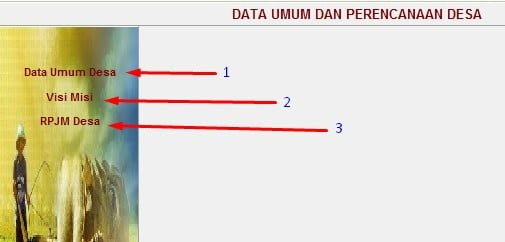 DATA UMUM DAN PERENCANAAN DESA
Data Umum Desa 1
Visi Misi 2
RPJM Desa 3